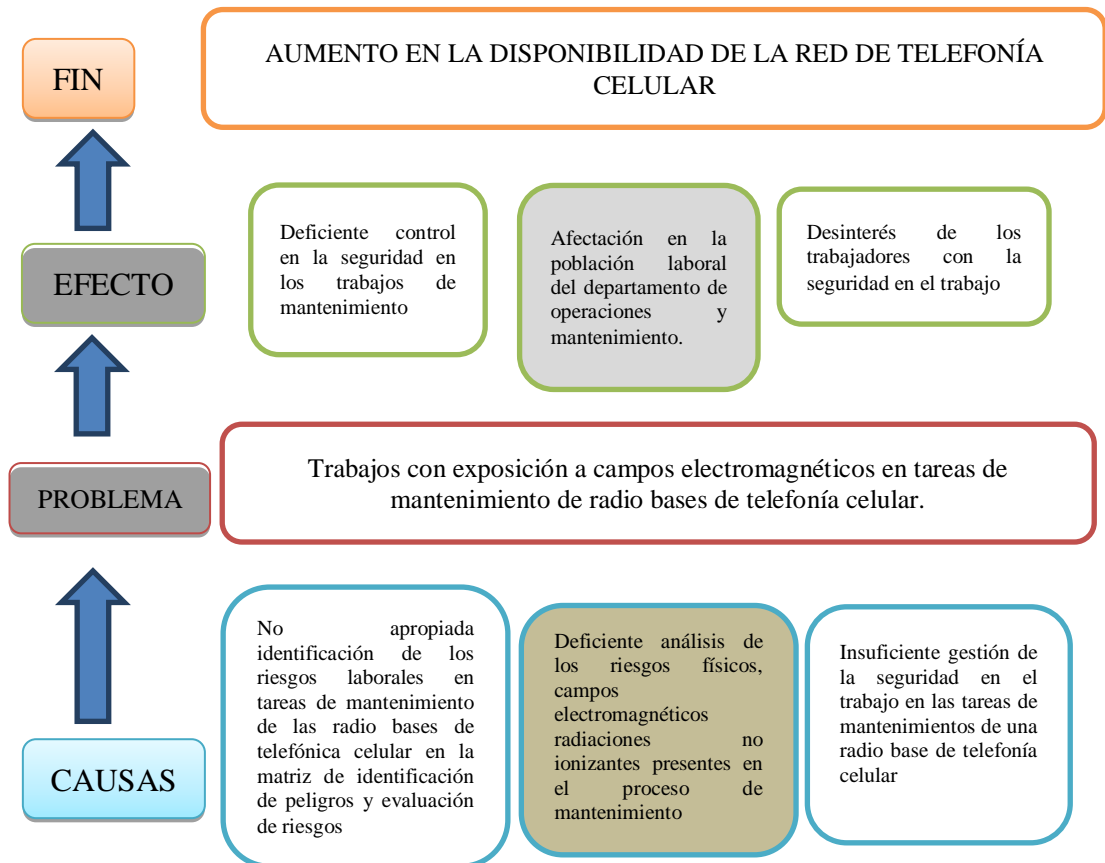 FIN
AUMENTO EN LA DISPONIBILIDAD DE LA RED DE TELEFONÍA
CELULAR
EFECTO
Deficiente control
en la seguridad en
los trabajos de
mantenimiento
Afectación en la
población laboral
del departamento de
operaciones y
mantenimiento.
Desinterés de los
trabajadores con la
seguridad en el trabajo
PROBLEMA
Trabajos con exposición a campos electromagnéticos en tareas de
mantenimiento de radio bases de telefonía celular.
CAUSAS
No apropiada
identificación de los
riesgos laborales en
tareas de mantenimiento
de las radio bases de
telefónica celular en la
matriz de identificación
de peligros y evaluación
de riesgos
Deficiente análisis de
los riesgos físicos,
campos
electromagnéticos
radiaciones no
ionizantes presentes en
el proceso de
mantenimiento
Insuficiente gestión de
la seguridad en el
trabajo en las tareas de
mantenimientos de una
radio base de telefonía
celular